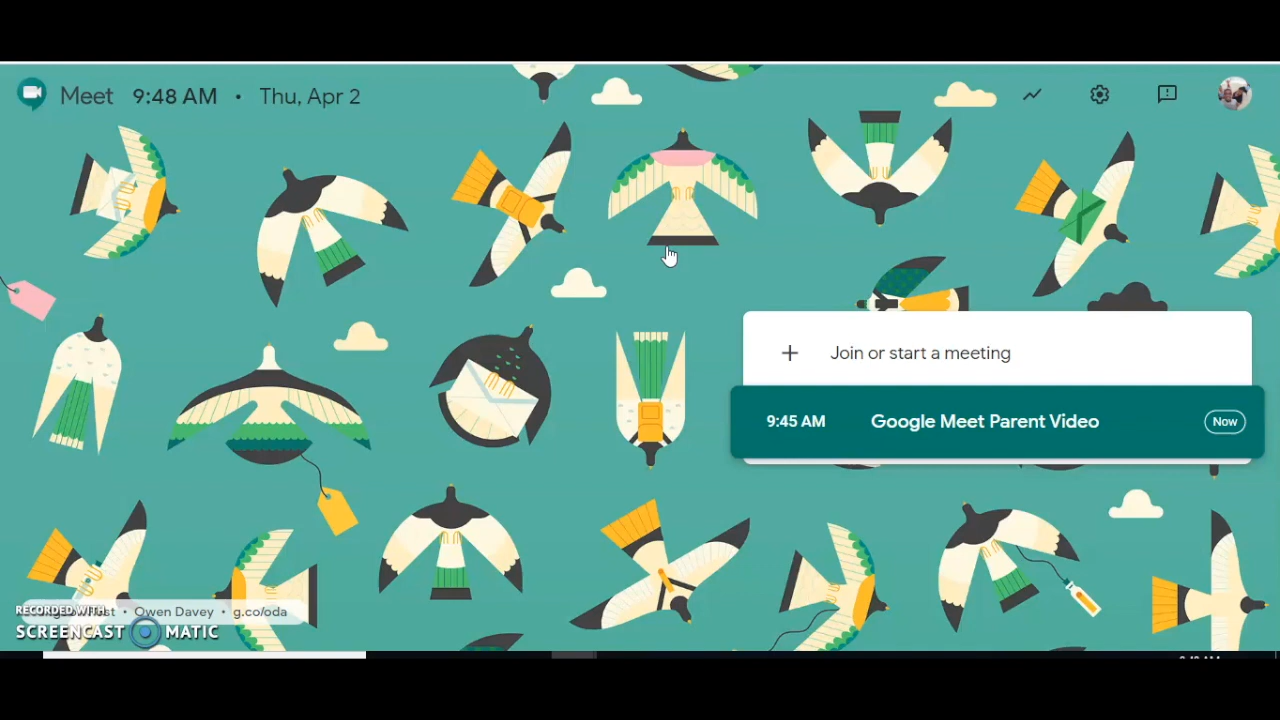 Meet 9:48 AM • Thu, Apr 2
+ Join or start a meeting
9:45 AM Google Meet Parent Video Now
• Owen Davey • g.co/oda
RECORDED WITH
SCREENCAST MATIC